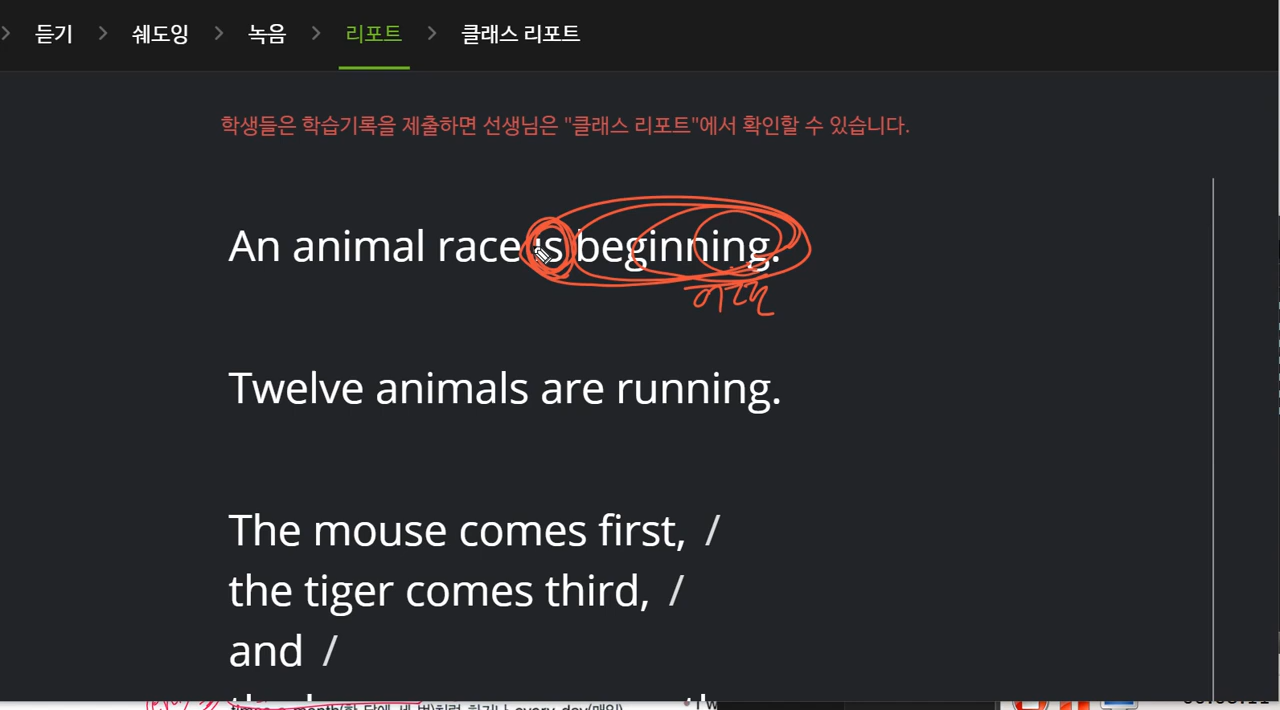 > 듣기 > 쉐도잉 > 녹음 > 리포트 > 클래스 리포트
학생들은 학습기록을 제출하면 선생님은 "클래스 리포트"에서 확인할 수 있습니다.
An animal race is beginning.
Twelve animals are running.
The mouse comes first, /
the tiger comes third, /
and /